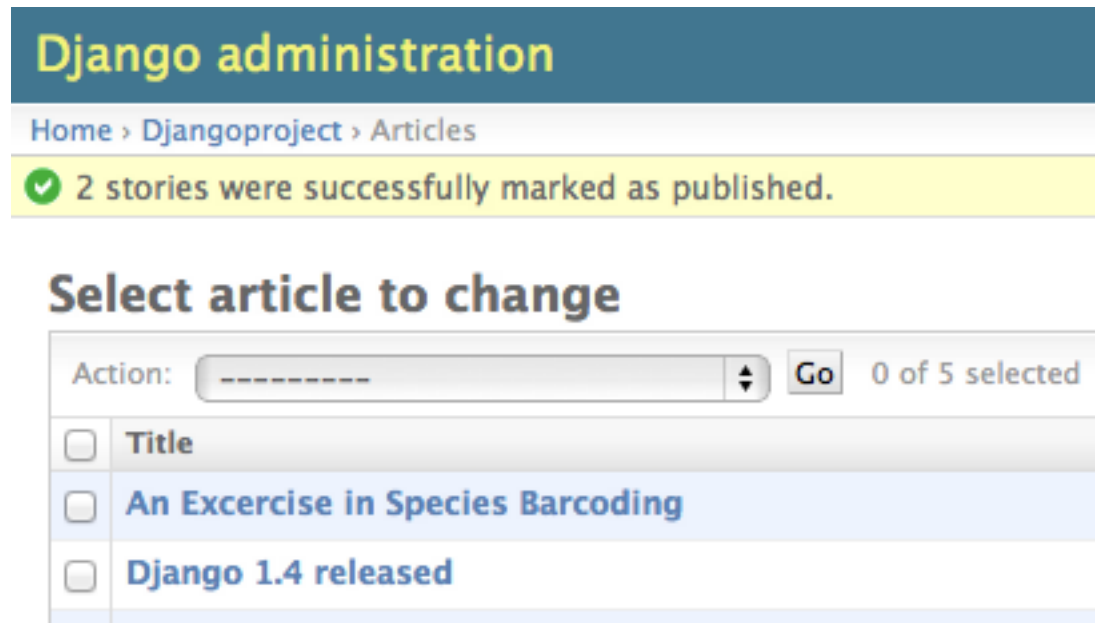 Django administration
Home › Djangoproject › Articles
2 stories were successfully marked as published.
Select article to change
Action: --------- Go 0 of 5 selected
Title
An Excercise in Species Barcoding
Django 1.4 released